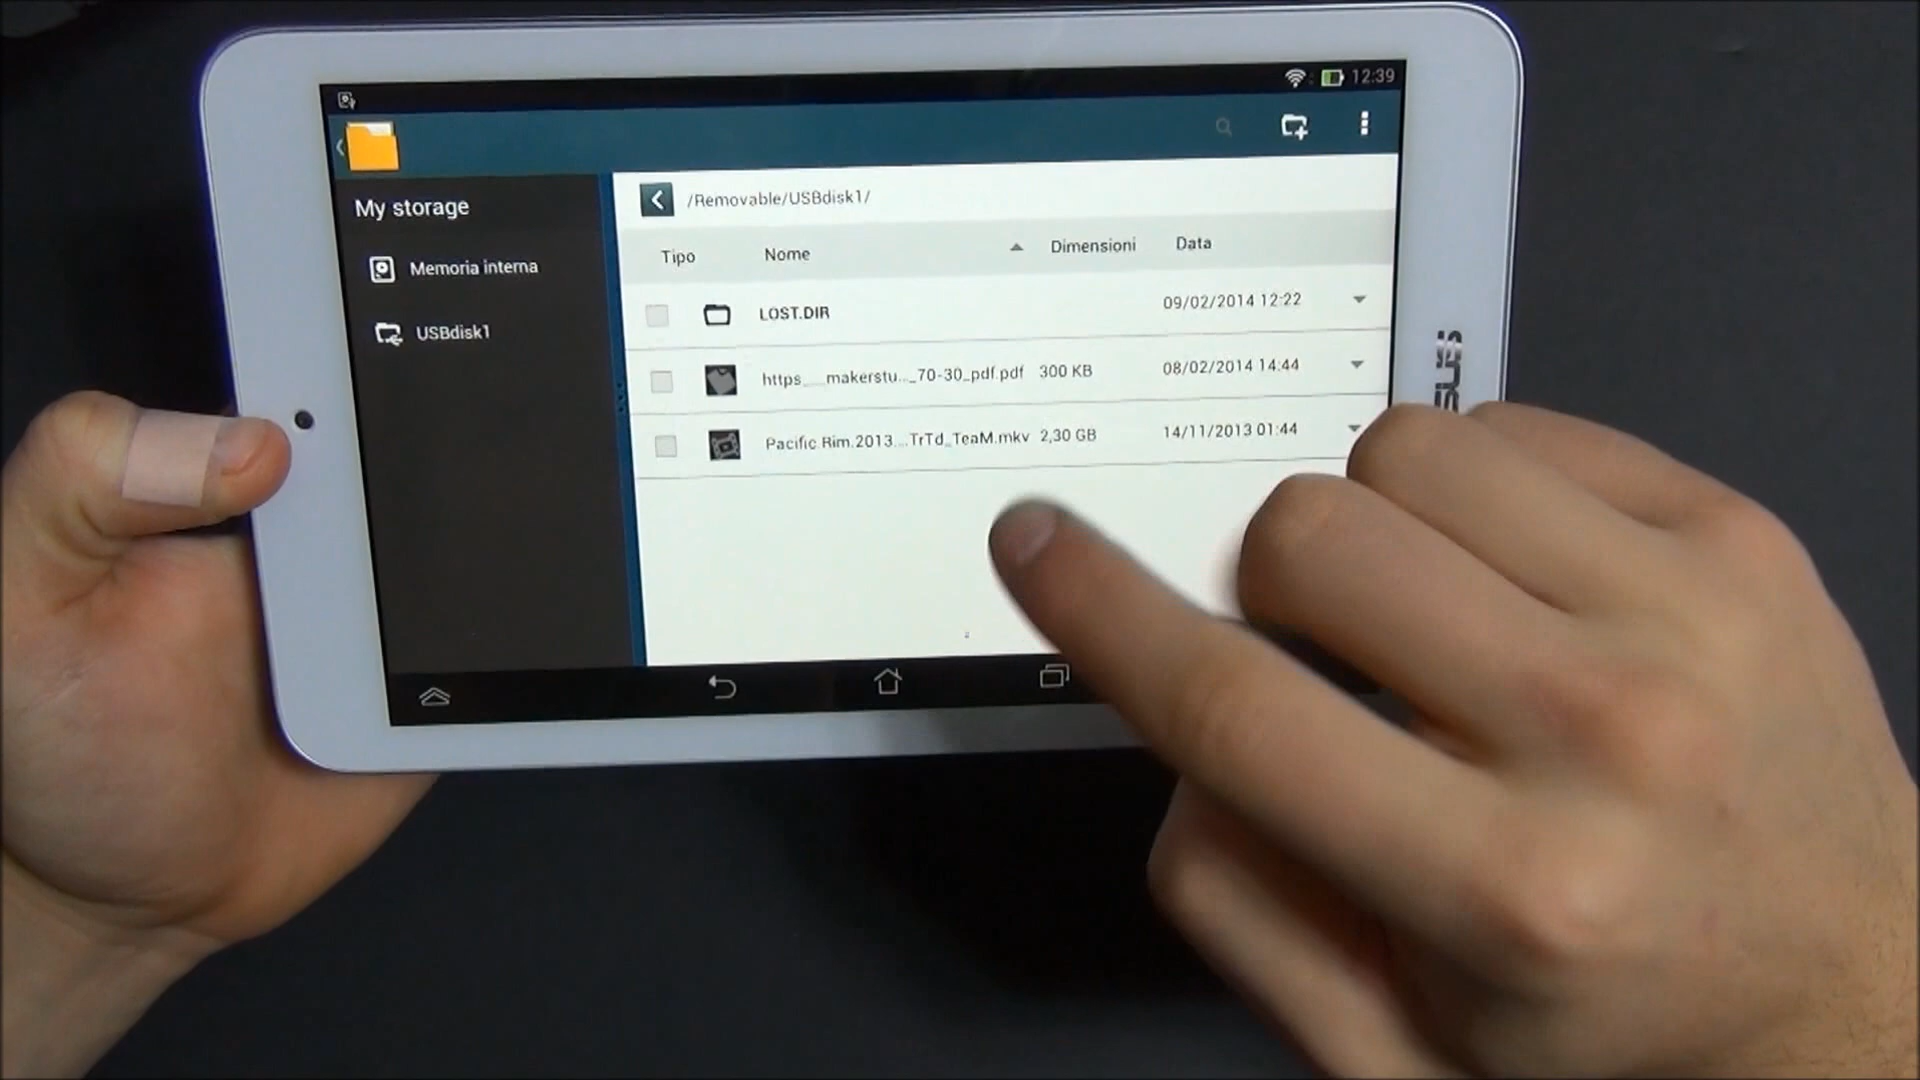 12:39
My storage
Memoria interna
USBdisk1
/Removable/USBdisk1/
Tipo Nome Dimensioni Data
LOST.DIR 09/02/2014 12:22
https___makerstu..._70-30_pdf.pdf 300 KB 08/02/2014 14:44
Pacific.Rim.2013....TrTd_TeaM.mkv 2,30 GB 14/11/2013 01:44